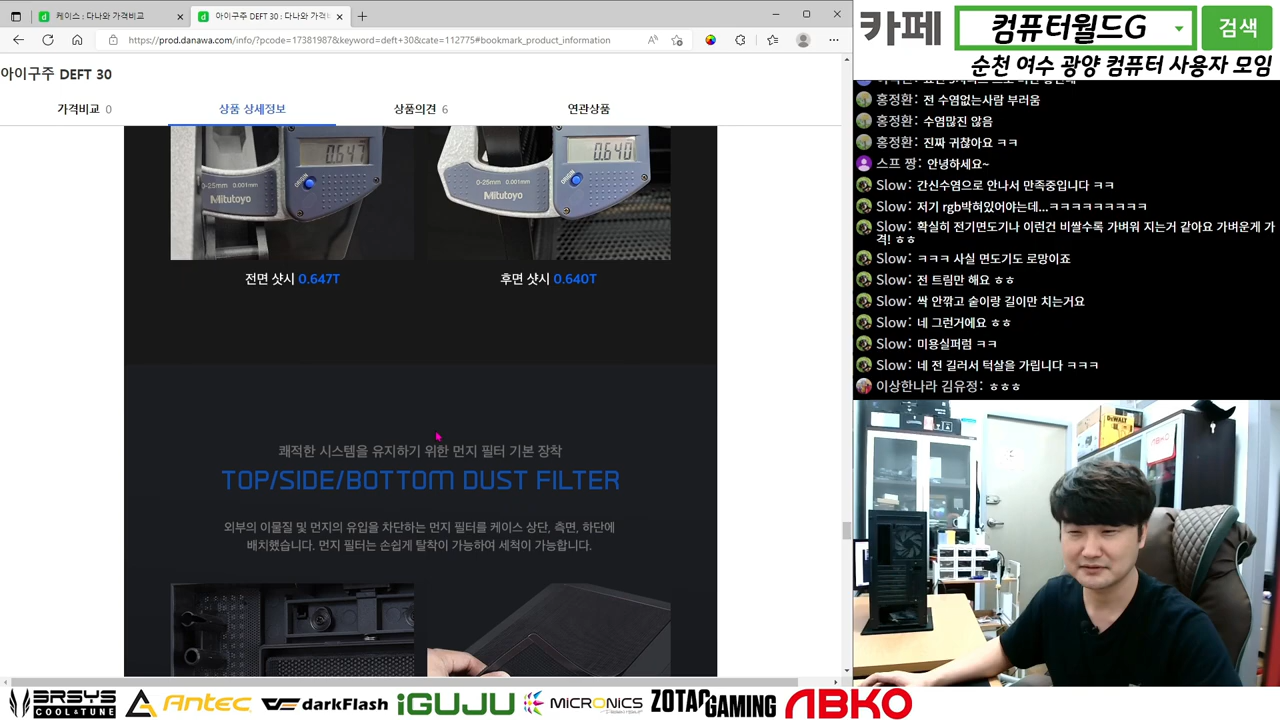 케이스 : 다나와 가격비교
아이구주 DEFT 30 : 다나와 가격비
https://prod.danawa.com/info/?pcode=17381987&keyword=deft+30&cate=112775#bookmark_product_information
아이구주 DEFT 30
가격비교 0
상품 상세정보
상품의견 6
연관상품
0.647
ORIGIN
0-25mm 0.001mm
Mitutoyo
0.640
ORIGIN
0-25mm 0.001mm
Mitutoyo
전면 샷시 0.647T
후면 샷시 0.640T
쾌적한 시스템을 유지하기 위한 먼지 필터 기본 장착
TOP/SIDE/BOTTOM DUST FILTER
외부의 이물질 및 먼지의 유입을 차단하는 먼지 필터를 케이스 상단, 측면, 하단에
배치했습니다. 먼지 필터는 손쉽게 탈착이 가능하여 세척이 가능합니다.
카페 컴퓨터월드G 검색
순천 여수 광양 컴퓨터 사용자 모임
홍정환: 전 수염없는사람 부러움
홍정환: 수염많진 않음
홍정환: 진짜 귀찮아요 ㅋㅋ
스프 짱: 안녕하세요~
Slow: 간신수염으로 안나서 만족중입니다 ㅋㅋ
Slow: 저기 rgb박혀있어야는데...ㅋㅋㅋㅋㅋㅋㅋㅋㅋ
Slow: 확실히 전기면도기나 이런건 비쌀수록 가벼워 지는거 같아요 가벼운게 가
격! ㅎㅎ
Slow: ㅋㅋㅋ 사실 면도기도 로망이죠
Slow: 전 트림만 해요 ㅎㅎ
Slow: 싹 안깎고 숱이랑 길이만 치는거요
Slow: 네 그런거에요 ㅎㅎ
Slow: 미용실퍼럼 ㅋㅋ
Slow: 네 전 길러서 턱살을 가립니다 ㅋㅋㅋ
이상한나라 김유정: ㅎㅎㅎ
DEWALT
ABKO
3RSYS
COOL&TUNE
Antec
darkFlash
iGUJU
MICRONICS
ZOTAC GAMING
ABKO